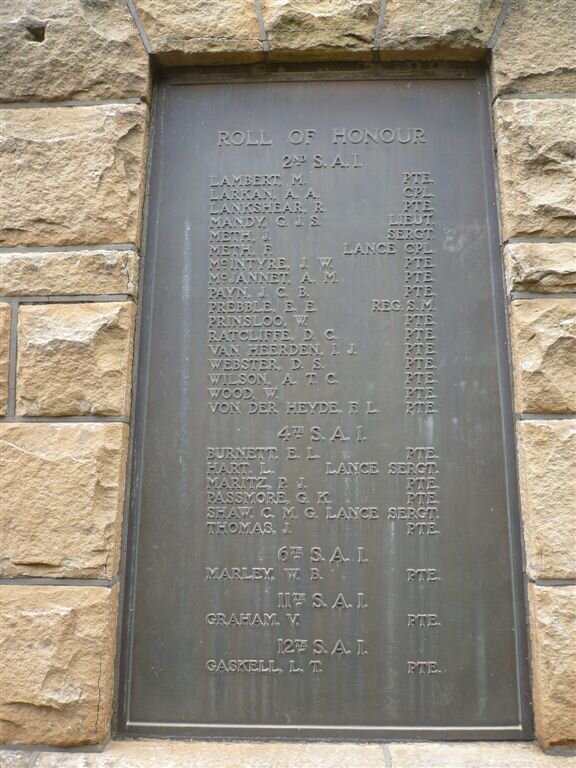 ROLL OF HONOUR
2ND S.A.I.
LAMBERT, M. PTE.
LARKAN, A. A. CPL.
LANKSHEAR, R. PTE.
MANDY, G. J. S. LIEUT.
METH, J. SERGT.
METH, F. LANCE CPL.
McINTYRE, J. W. PTE.
McJANNET, A. M. PTE.
PAYN, J. C. B. PTE.
PREBBLE, E. E. REG. S.M.
PRINSLOO, W. PTE.
RATCLIFFE, D. C. PTE.
VAN HEERDEN, I. J. PTE.
WEBSTER, D. S. PTE.
WILSON, A. T. C. PTE.
WOOD, W. PTE.
VON DER HEYDE, F. L. PTE.
4TH S.A.I.
BURNETT, E. L. PTE.
HART, L. LANCE SERGT.
MARITZ, P. J. PTE.
PASSMORE, G. K. PTE.
SHAW, C. M. G. LANCE SERGT.
THOMAS, J. PTE.
6TH S.A.I.
MARLEY, W. B. PTE.
11TH S.A.I.
GRAHAM, V. PTE.
12TH S.A.I.
GASKELL, L. T. PTE.